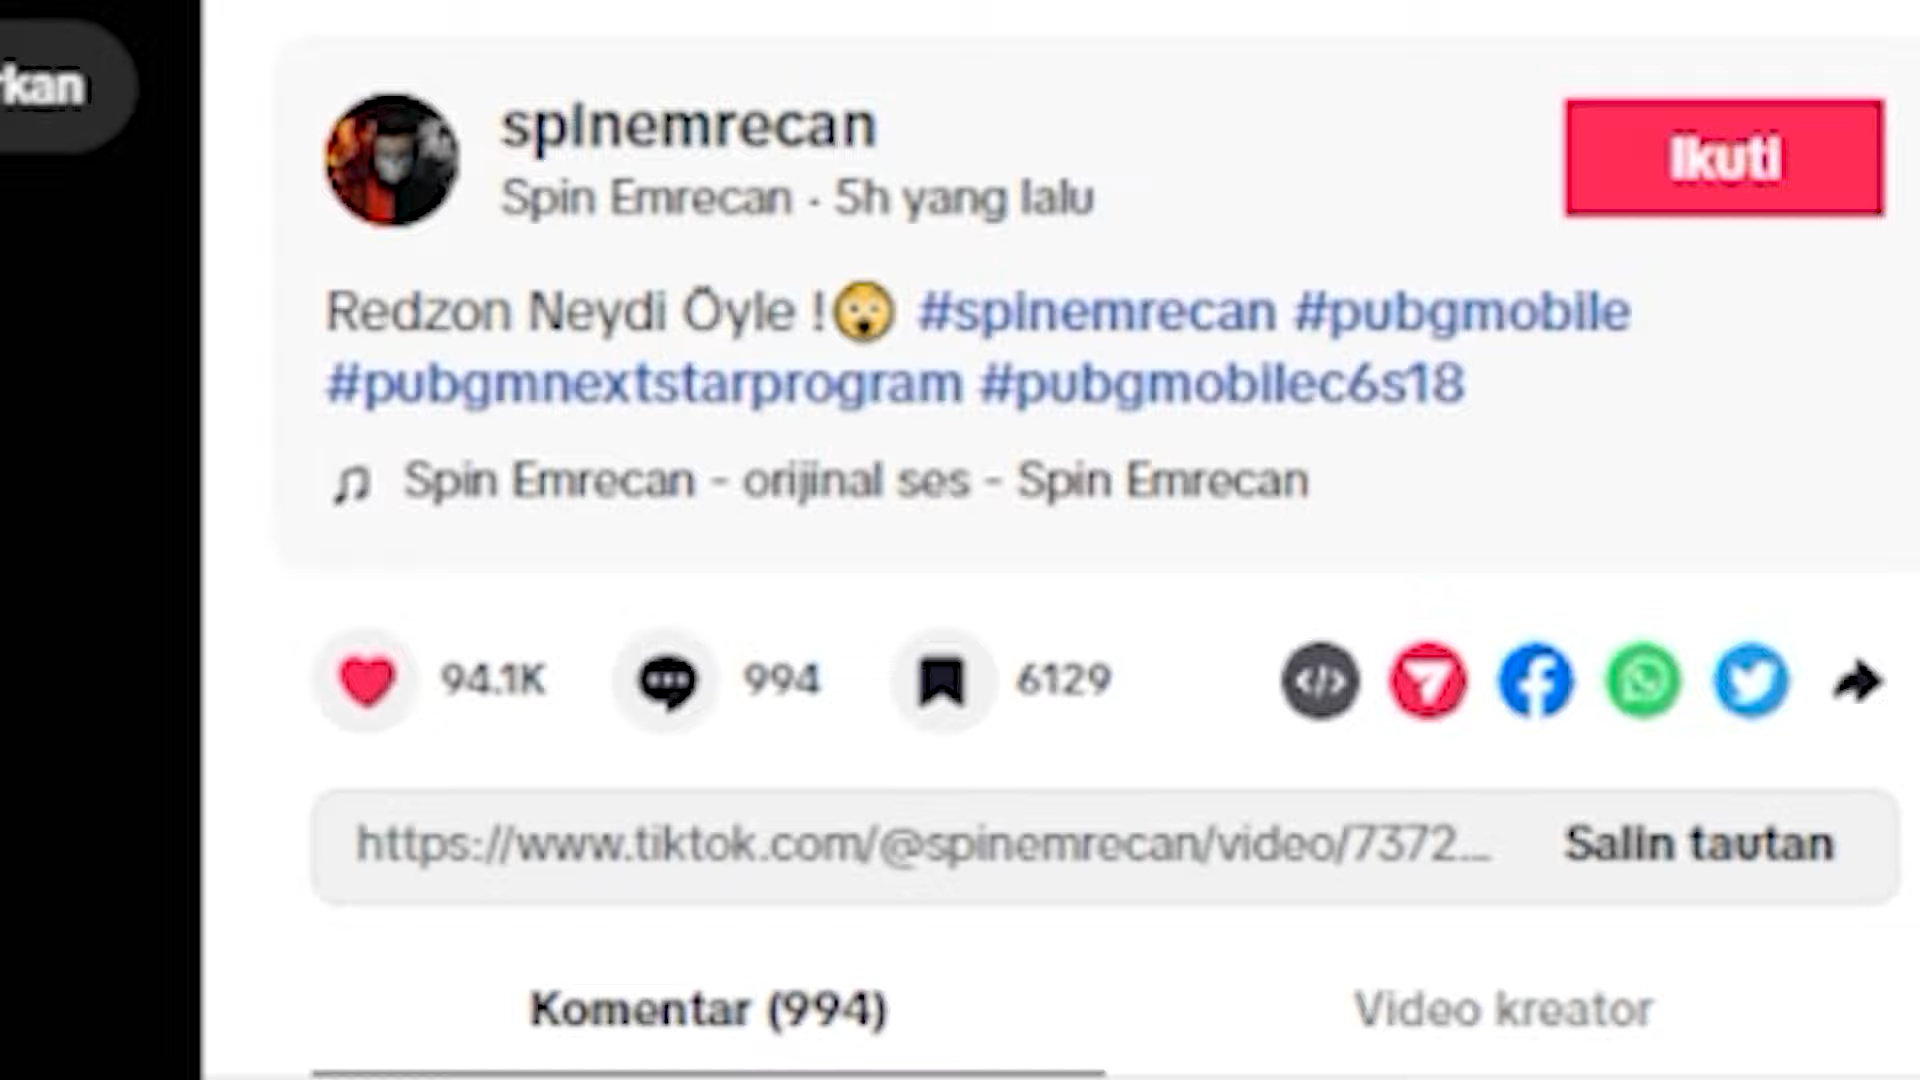 rkan
spinemrecan
Spin Emrecan · 5h yang lalu
Ikuti
Redzon Neydi Öyle !😲 #spinemrecan #pubgmobile
#pubgmnextstarprogram #pubgmobilec6s18
Spin Emrecan - orijinal ses - Spin Emrecan
94.1K 994 6129
https://www.tiktok.com/@spinemrecan/video/7372... Salin tautan
Komentar (994) Video kreator